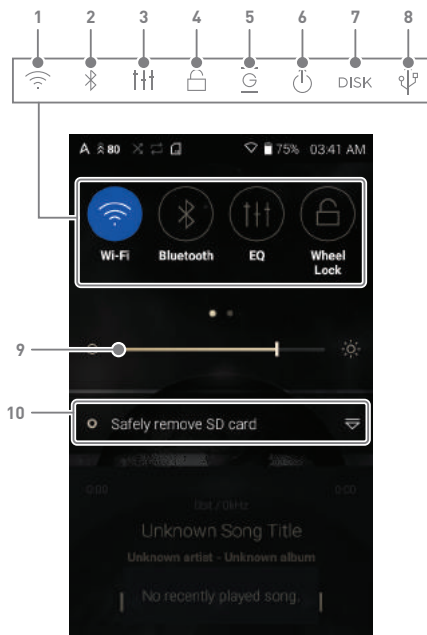 1 2 3 4 5 6 7 8
G DISK
A 80 75% 03:41 AM
Wi-Fi Bluetooth EQ Wheel Lock
9
10
Safely remove SD card
0:00 0:00
0bit / 0kHz
Unknown Song Title
Unknown artist - Unknown album
No recently played song.